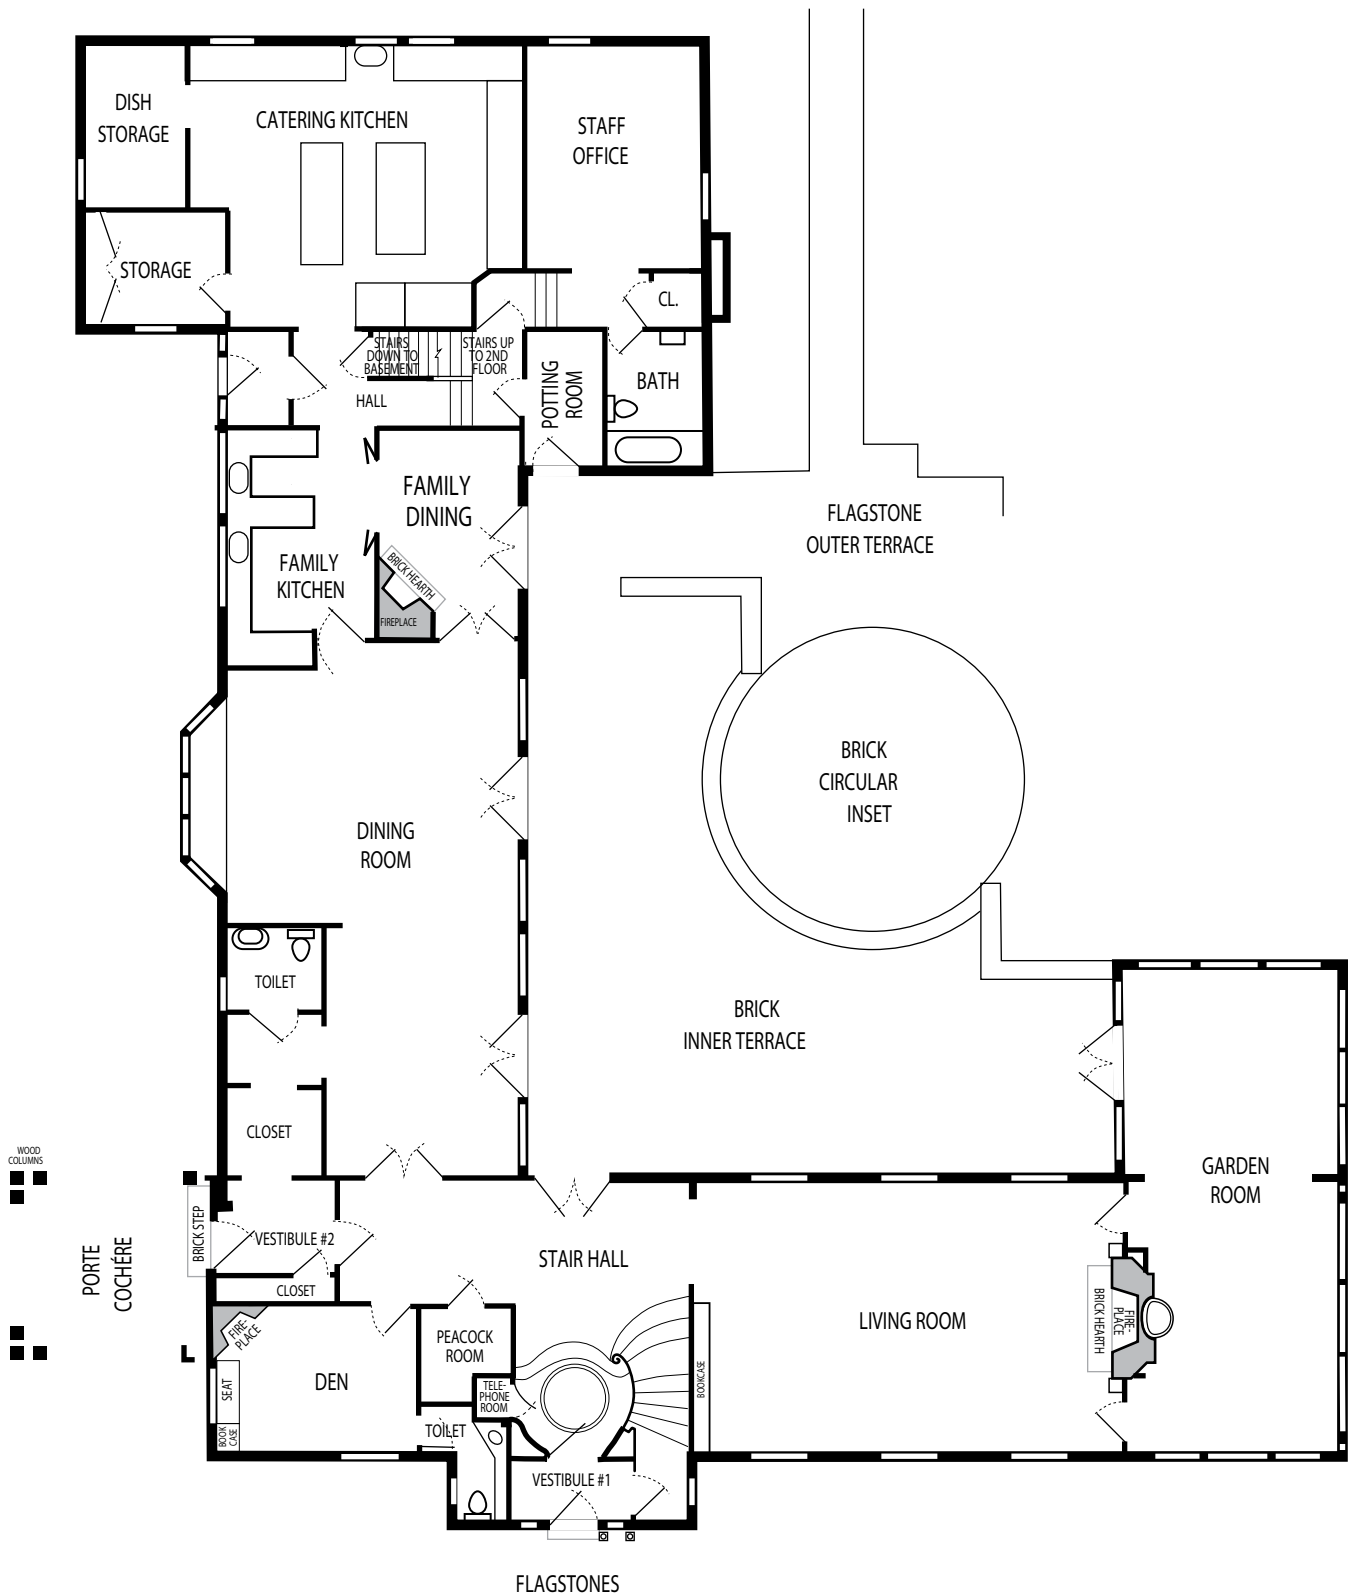 DISH
STORAGE
CATERING KITCHEN
STAFF
OFFICE
STORAGE
CL.
STAIRS
DOWN TO
BASEMENT
STAIRS UP
TO 2ND
FLOOR
POTTING
ROOM
BATH
HALL
FAMILY
DINING
FAMILY
KITCHEN
BRICK HEARTH
FIREPLACE
FLAGSTONE
OUTER TERRACE
BRICK
CIRCULAR
INSET
DINING
ROOM
TOILET
BRICK
INNER TERRACE
CLOSET
WOOD
COLUMNS
GARDEN
ROOM
BRICK STEP
VESTIBULE #2
PORTE
COCHÉRE
STAIR HALL
CLOSET
FIRE-
PLACE
PEACOCK
ROOM
LIVING ROOM
BRICK HEARTH
FIRE-
PLACE
DEN
SEAT
BOOK
CASE
TELE-
PHONE
ROOM
BOOKCASE
TOILET
VESTIBULE #1
FLAGSTONES